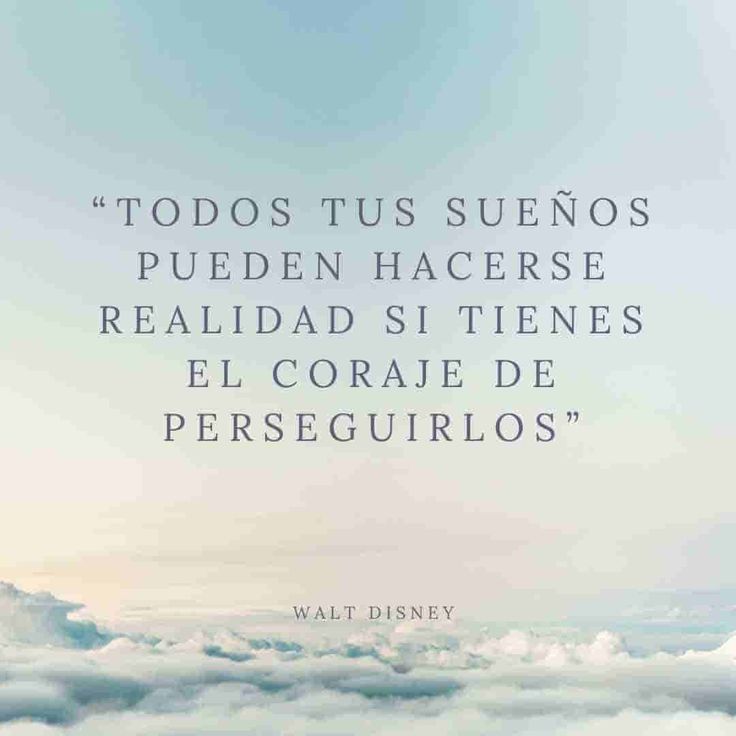 “TODOS TUS SUEÑOS
PUEDEN HACERSE
REALIDAD SI TIENES
EL CORAJE DE
PERSEGUIRLOS”
WALT DISNEY